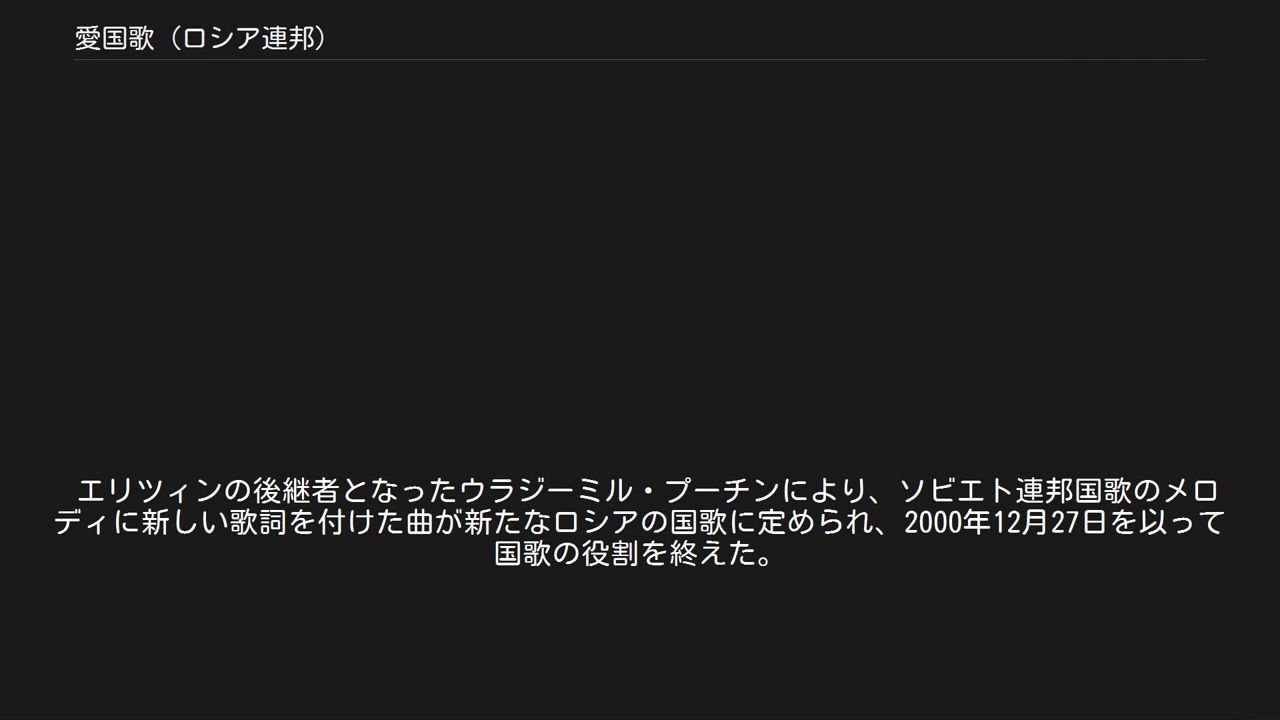 愛国歌（ロシア連邦）
エリツィンの後継者となったウラジーミル・プーチンにより、ソビエト連邦国歌のメロ
ディに新しい歌詞を付けた曲が新たなロシアの国歌に定められ、2000年12月27日を以って
国歌の役割を終えた。